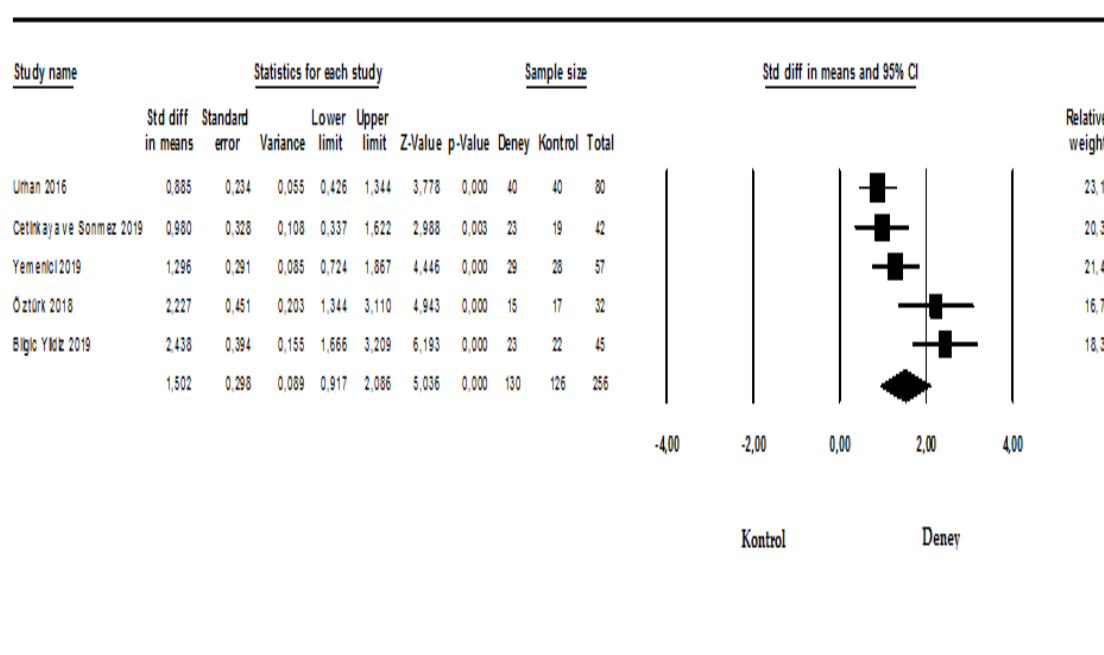 Study name Statistics for each study Sample size Std diff in means and 95% CI
Std diff Standard Lower Upper Relative
in means error Variance limit limit Z-Value p-Value Deney Kontrol Total weight
Urhan 2016 0,885 0,234 0,055 0,426 1,344 3,778 0,000 40 40 80 23,1
Cetinkaya ve Sonmez 2019 0,980 0,328 0,108 0,337 1,622 2,988 0,003 23 19 42 20,3
Yemenici 2019 1,296 0,291 0,085 0,724 1,867 4,446 0,000 29 28 57 21,4
Öztürk 2018 2,227 0,451 0,203 1,344 3,110 4,943 0,000 15 17 32 16,7
Bilgic Yildiz 2019 2,438 0,394 0,155 1,666 3,209 6,193 0,000 23 22 45 18,3
1,502 0,298 0,089 0,917 2,086 5,036 0,000 130 126 256
-4,00 -2,00 0,00 2,00 4,00
Kontrol Deney